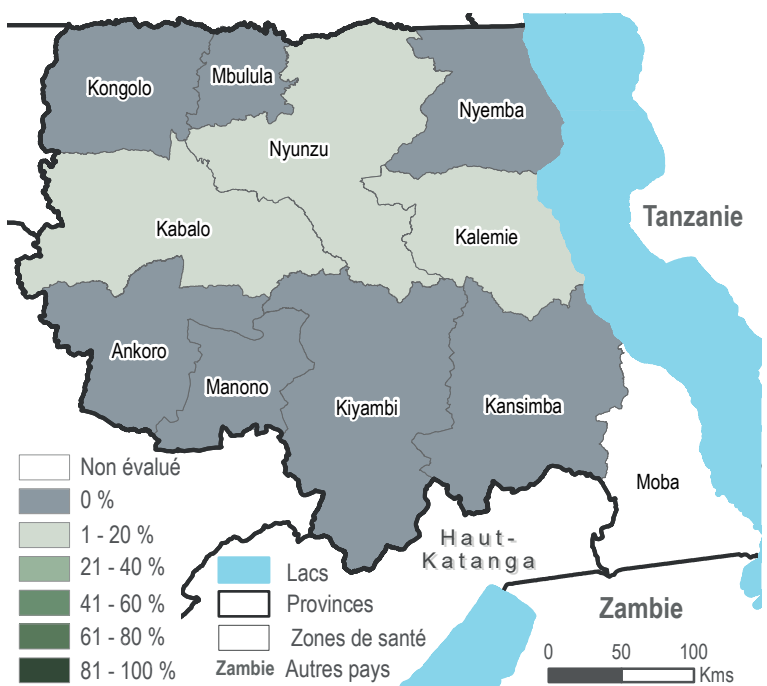 Kongolo
Mbulula
Nyemba
Nyunzu
Tanzanie
Kabalo
Kalemie
Ankoro
Manono
Kiyambi
Kansimba
Moba
Haut-
Katanga
Zambie
Non évalué
0 %
1 - 20 %
21 - 40 %
41 - 60 %
61 - 80 %
81 - 100 %
Lacs
Provinces
Zones de santé
Zambie Autres pays
0 50 100
Kms